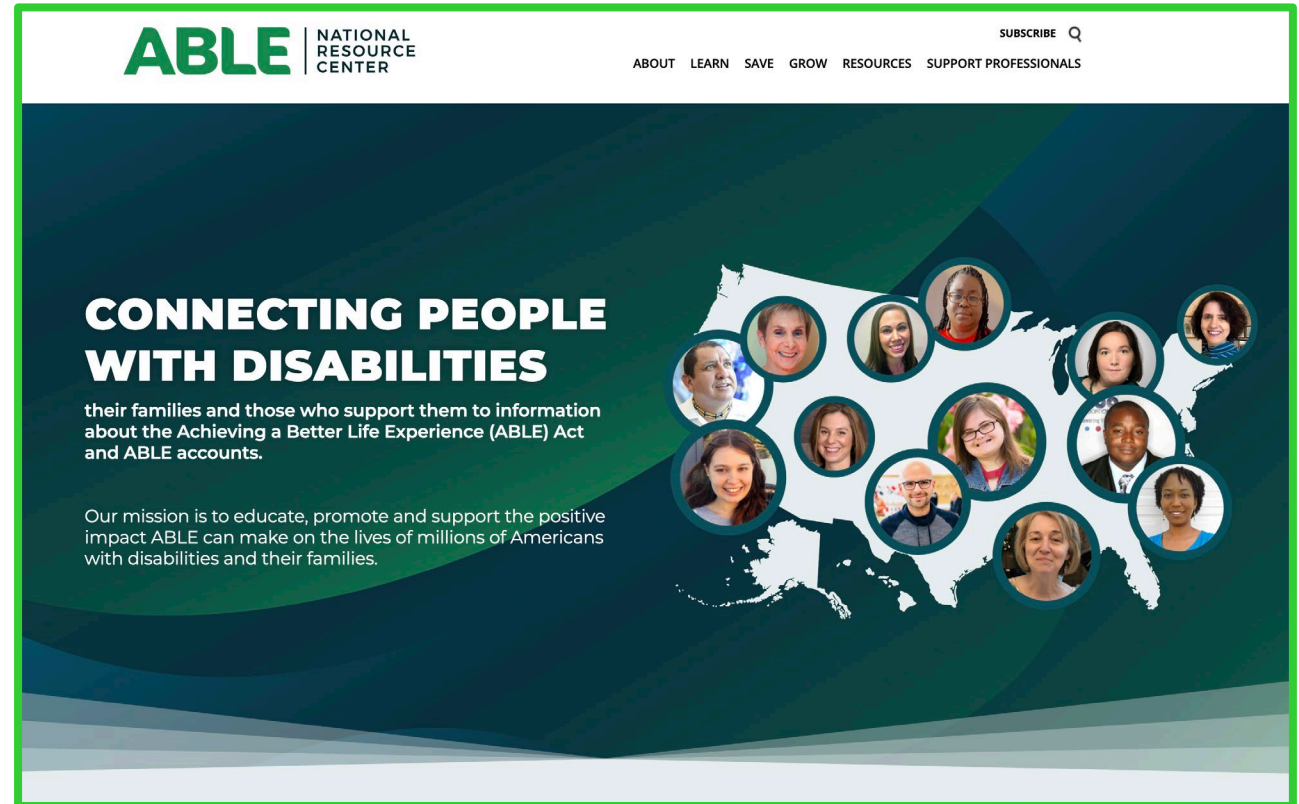 ABLE
NATIONAL
RESOURCE
CENTER
SUBSCRIBE
ABOUT LEARN SAVE GROW RESOURCES SUPPORT PROFESSIONALS
CONNECTING PEOPLE
WITH DISABILITIES
their families and those who support them to information
about the Achieving a Better Life Experience (ABLE) Act
and ABLE accounts.
Our mission is to educate, promote and support the positive
impact ABLE can make on the lives of millions of Americans
with disabilities and their families.